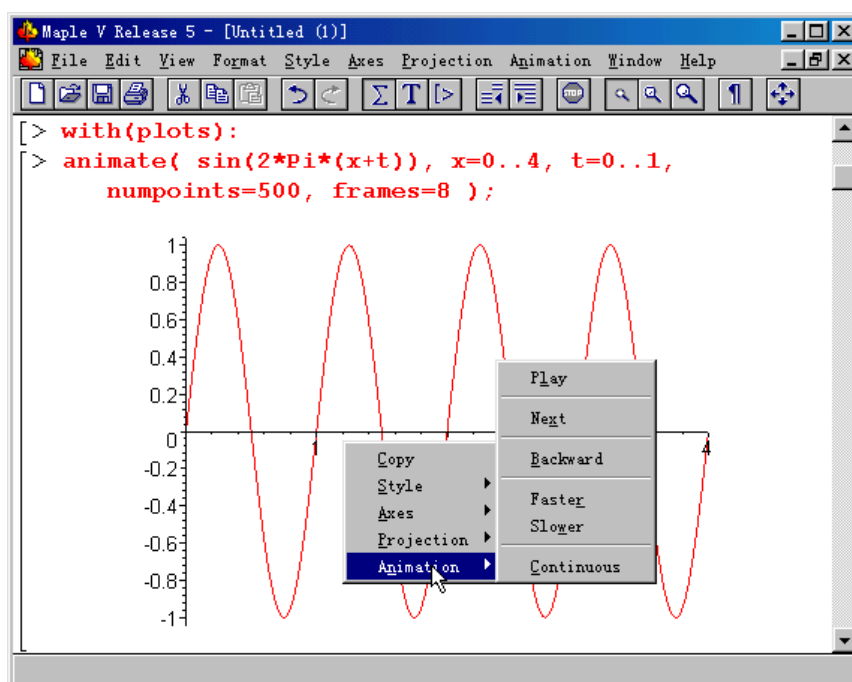 Maple V Release 5 - [Untitled (1)]
File Edit View Format Style Axes Projection Animation Window Help
Σ T [> STOP ¶
[> with(plots):
[> animate( sin(2*Pi*(x+t)), x=0..4, t=0..1,
numpoints=500, frames=8 );
1
0.8
0.6
0.4
0.2
0
-0.2
-0.4
-0.6
-0.8
-1
1
4
Copy
Style
Axes
Projection
Animation
Play
Next
Backward
Faster
Slower
Continuous